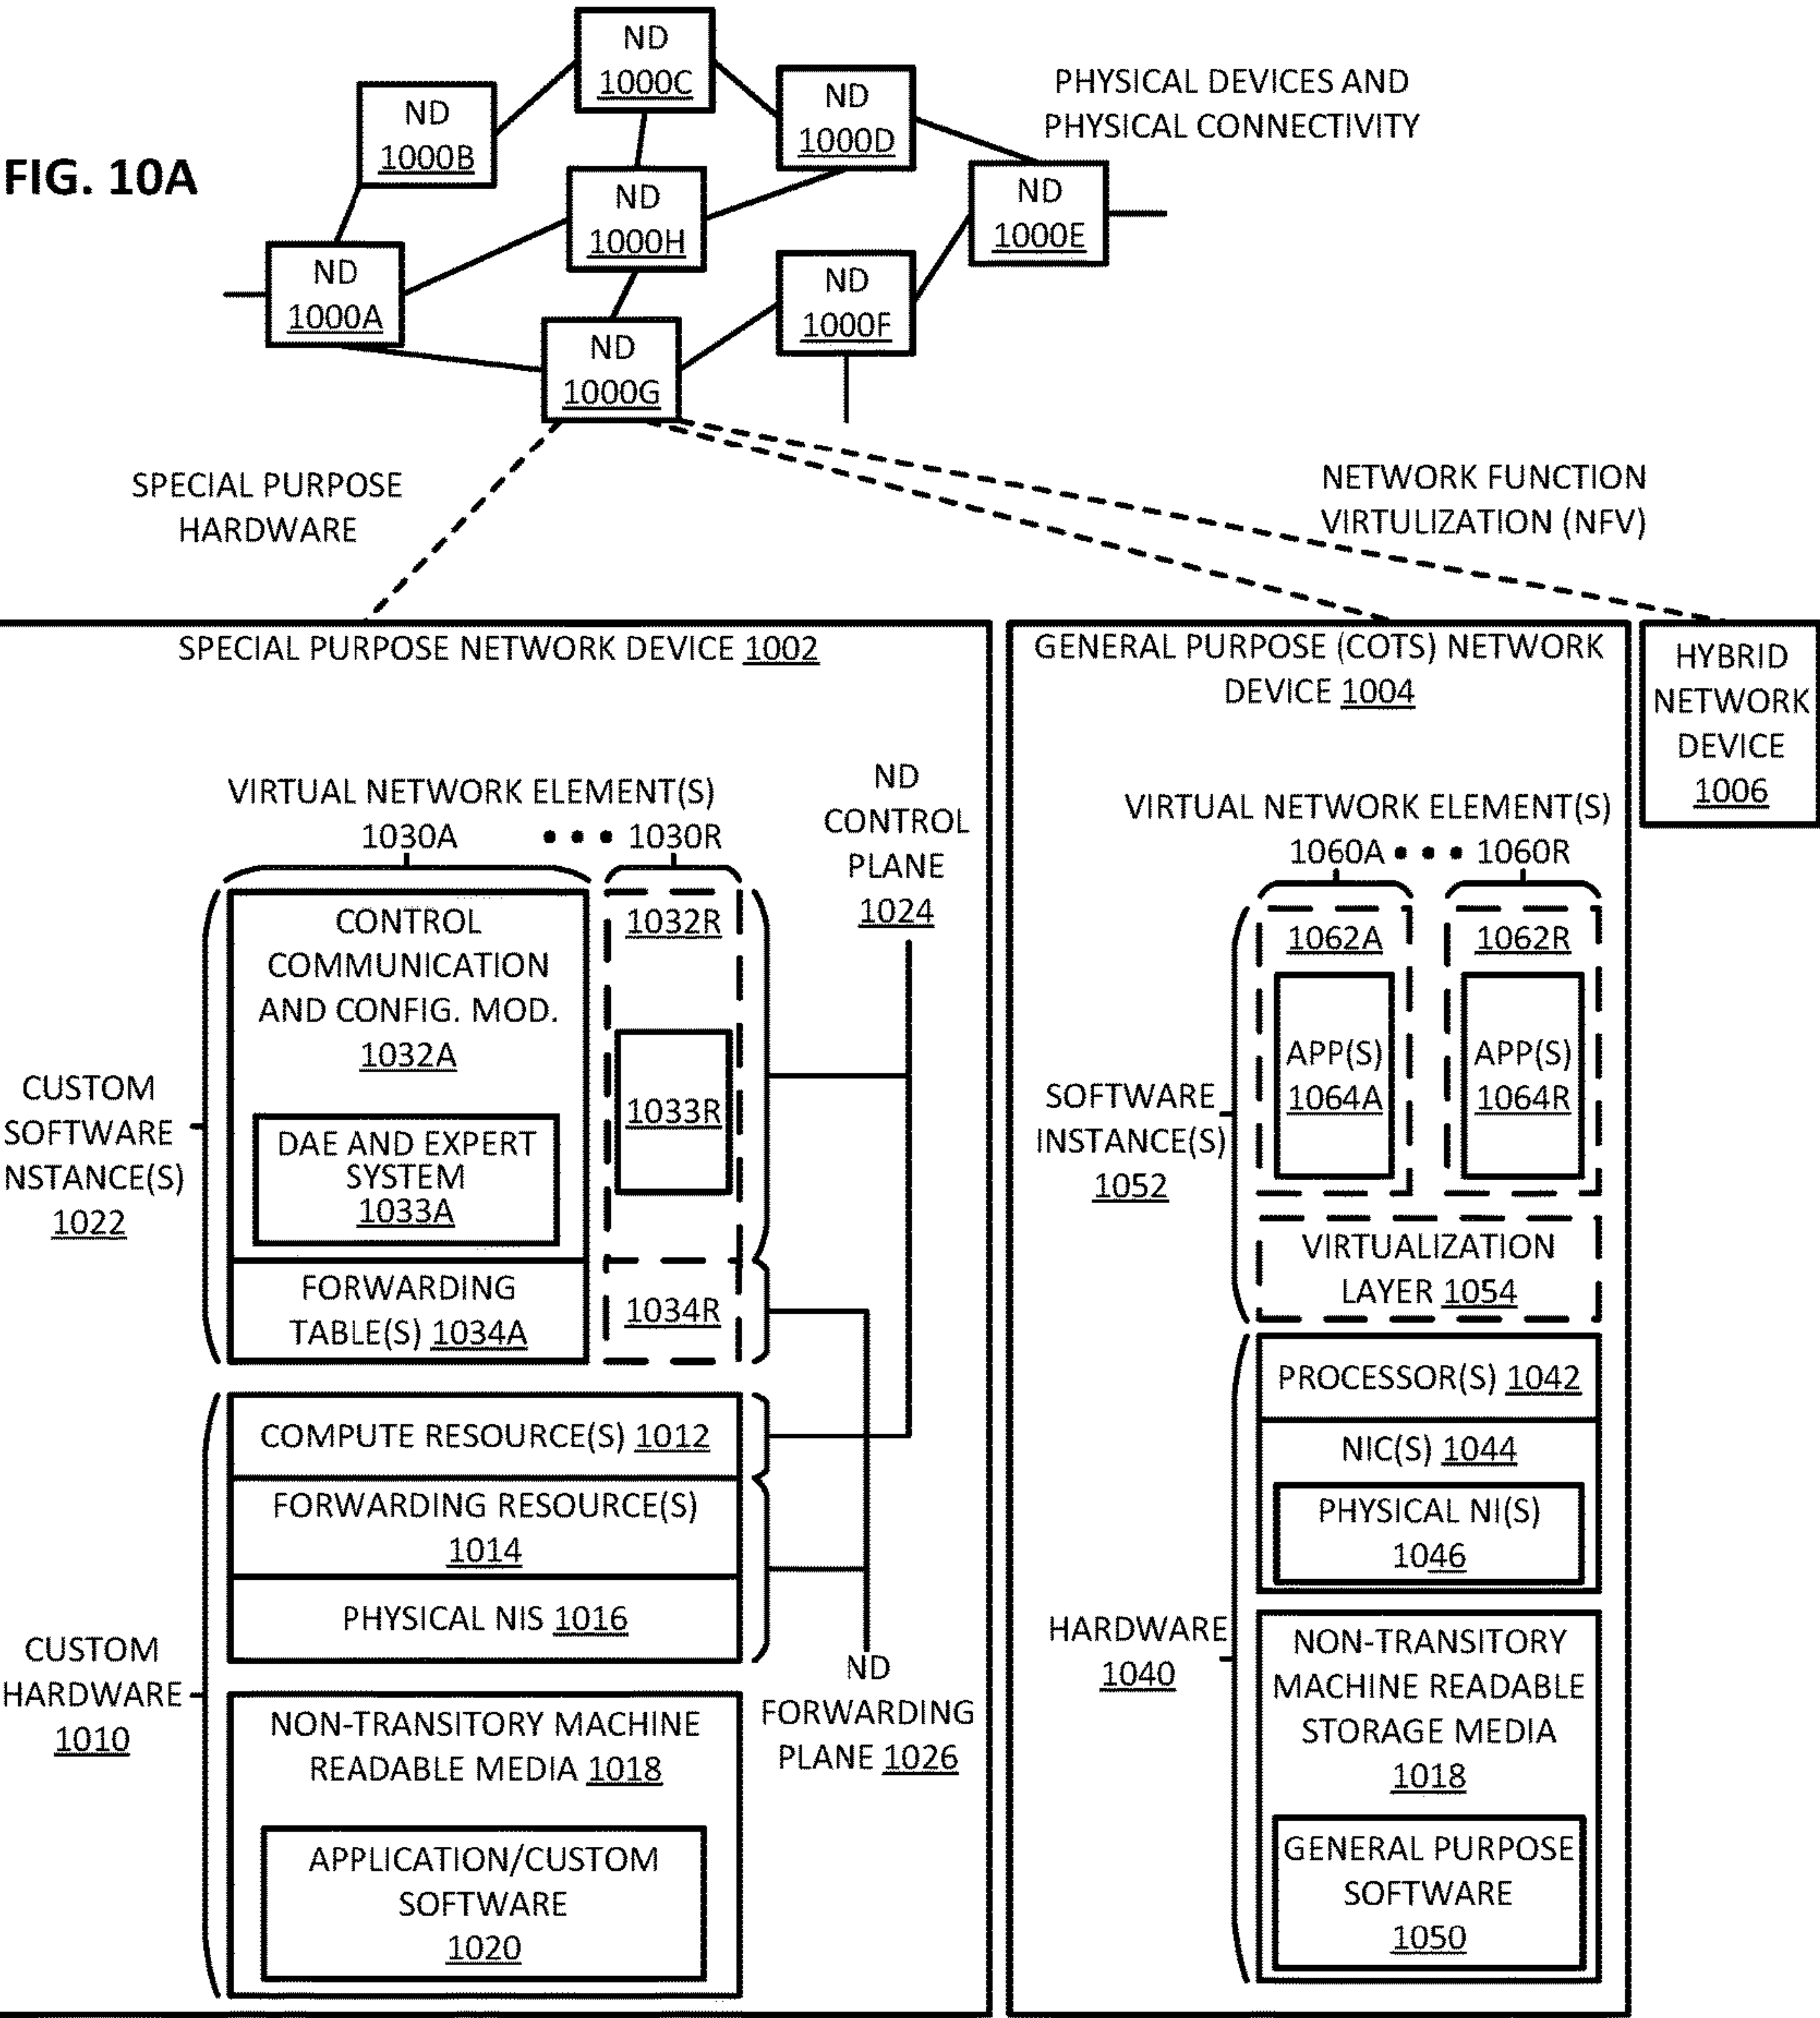 FIG. 10A
ND
1000C
ND
1000B
ND
1000D
PHYSICAL DEVICES AND
PHYSICAL CONNECTIVITY
ND
1000H
ND
1000E
ND
1000A
ND
1000F
ND
1000G
SPECIAL PURPOSE
HARDWARE
NETWORK FUNCTION
VIRTULIZATION (NFV)
SPECIAL PURPOSE NETWORK DEVICE 1002
VIRTUAL NETWORK ELEMENT(S)
1030A • • • 1030R
ND
CONTROL
PLANE
1024
CUSTOM
SOFTWARE
NSTANCE(S)
1022
CONTROL
COMMUNICATION
AND CONFIG. MOD.
1032A
DAE AND EXPERT
SYSTEM
1033A
FORWARDING
TABLE(S) 1034A
1032R
1033R
1034R
CUSTOM
HARDWARE
1010
COMPUTE RESOURCE(S) 1012
FORWARDING RESOURCE(S)
1014
PHYSICAL NIS 1016
ND
FORWARDING
PLANE 1026
NON-TRANSITORY MACHINE
READABLE MEDIA 1018
APPLICATION/CUSTOM
SOFTWARE
1020
GENERAL PURPOSE (COTS) NETWORK
DEVICE 1004
VIRTUAL NETWORK ELEMENT(S)
1060A • • • 1060R
SOFTWARE
INSTANCE(S)
1052
1062A
APP(S)
1064A
1062R
APP(S)
1064R
VIRTUALIZATION
LAYER 1054
HARDWARE
1040
PROCESSOR(S) 1042
NIC(S) 1044
PHYSICAL NI(S)
1046
NON-TRANSITORY
MACHINE READABLE
STORAGE MEDIA
1018
GENERAL PURPOSE
SOFTWARE
1050
HYBRID
NETWORK
DEVICE
1006